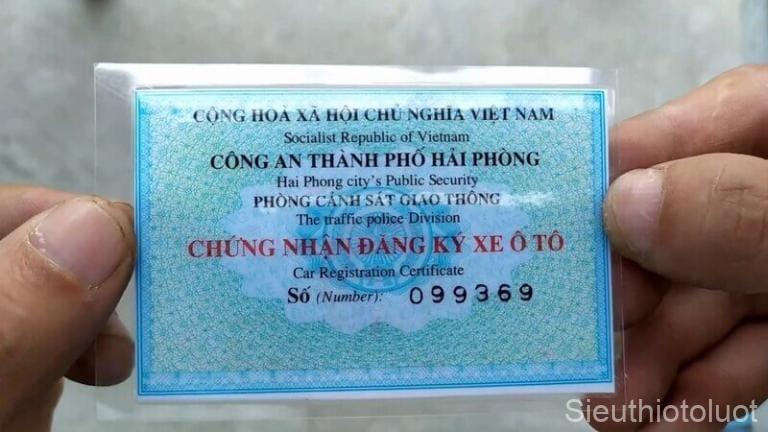 CỘNG HOÀ XÃ HỘI CHỦ NGHĨA VIỆT NAM
Socialist Republic of Vietnam
CÔNG AN THÀNH PHỐ HẢI PHÒNG
Hai Phong city's Public Security
PHÒNG CẢNH SÁT GIAO THÔNG
The traffic police Division
CHỨNG NHẬN ĐĂNG KÝ XE Ô TÔ
Car Registration Certificate
Số (Number): 099369
Sieuthiotoluot